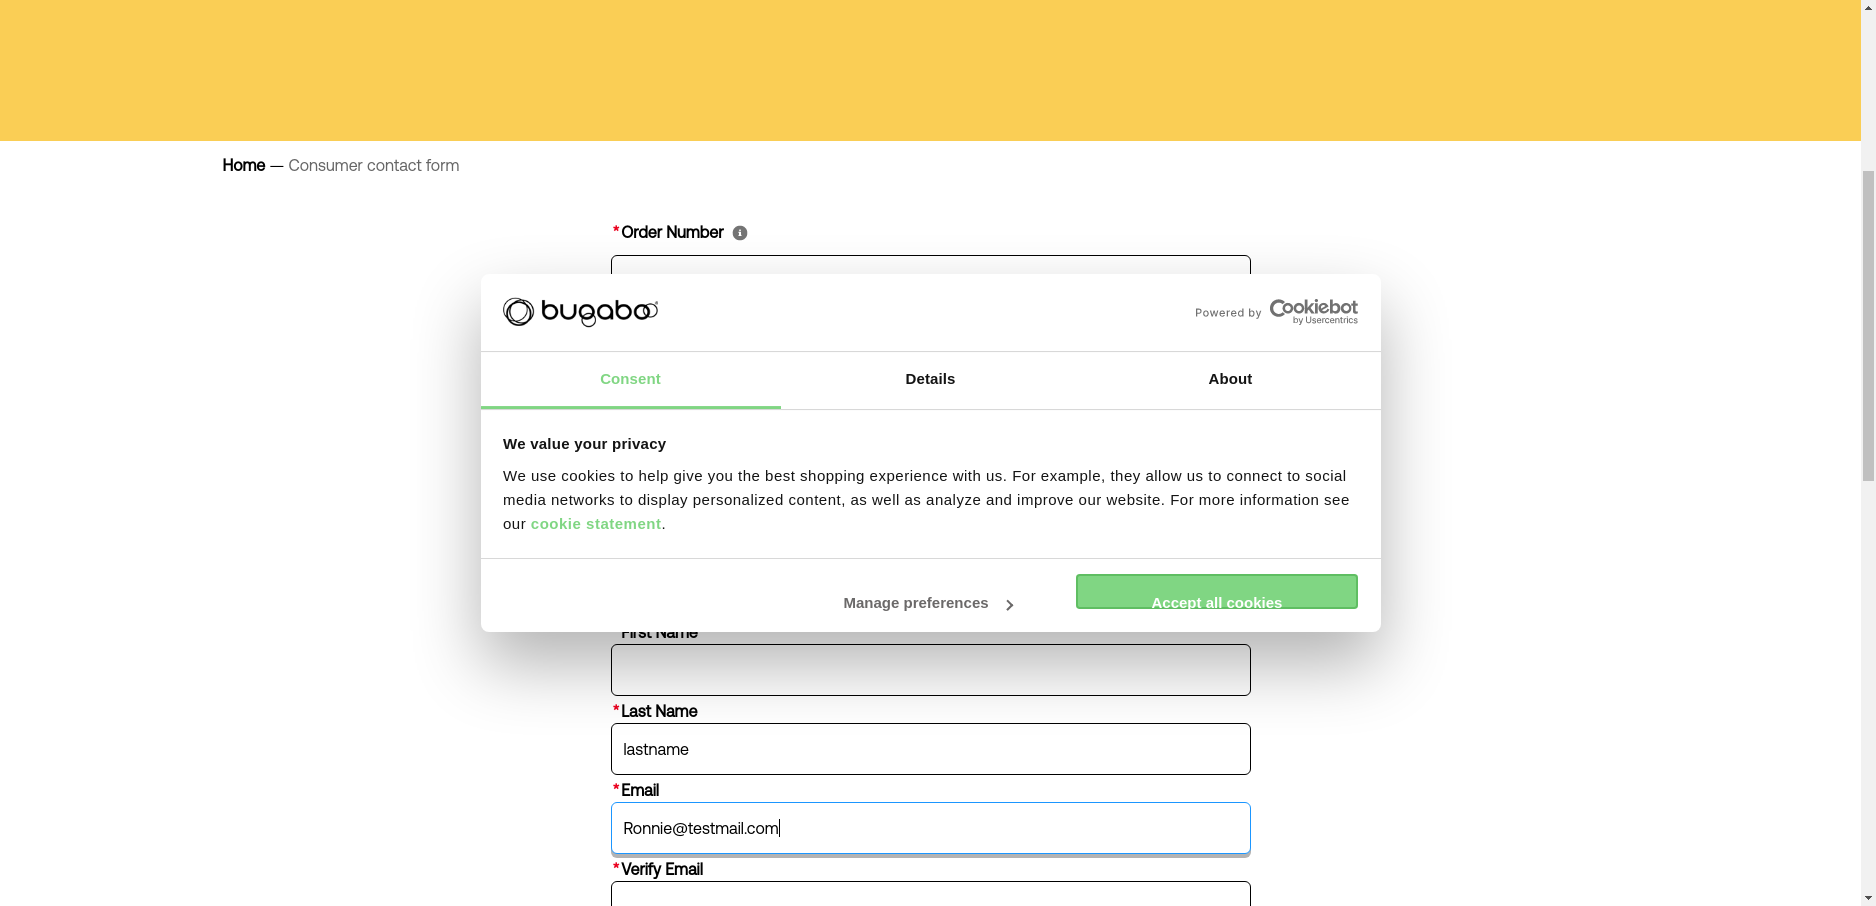 Home — Consumer contact form
*Order Number
bugaboo
Powered by Cookiebot
by Usercentrics
Consent
Details
About
We value your privacy
We use cookies to help give you the best shopping experience with us. For example, they allow us to connect to social
media networks to display personalized content, as well as analyze and improve our website. For more information see
our cookie statement.
Manage preferences
Accept all cookies
First Name
*Last Name
lastname
*Email
Ronnie@testmail.com
*Verify Email